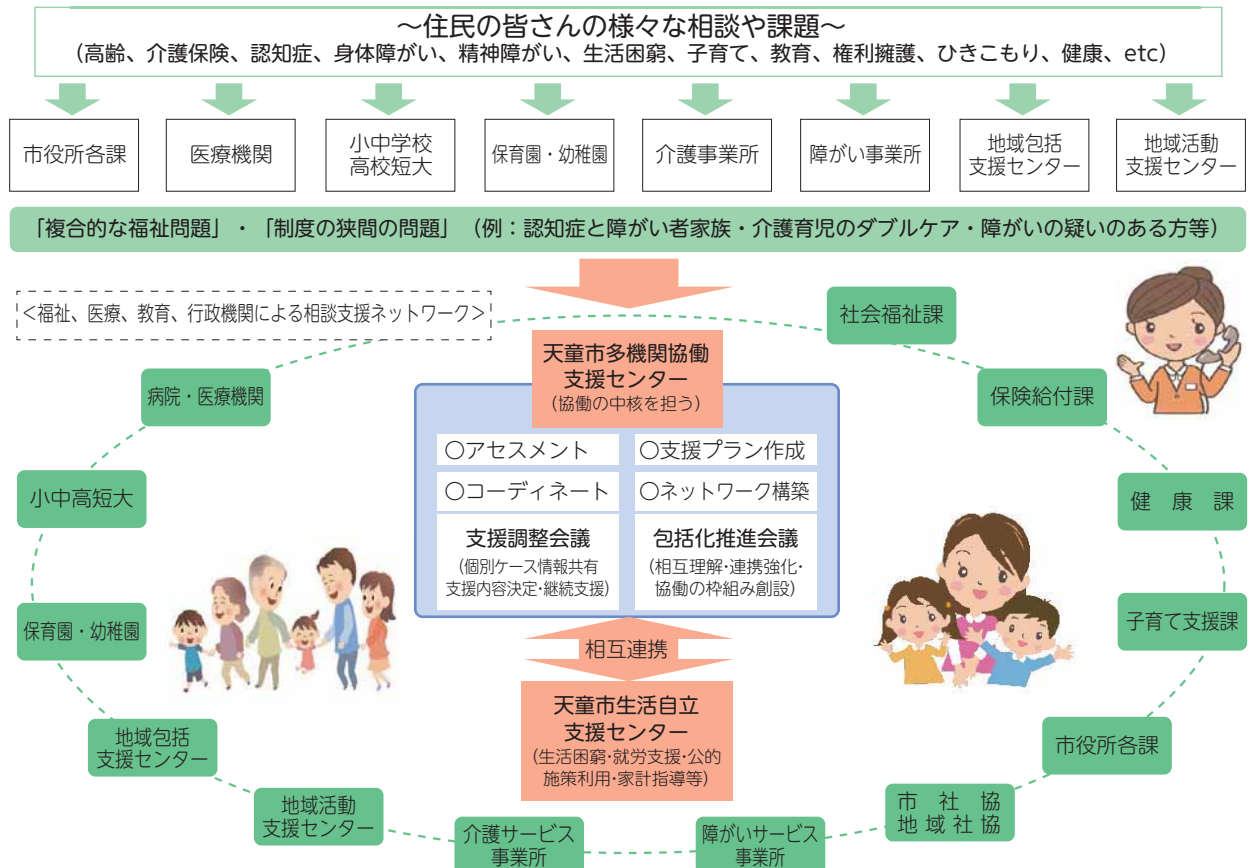 ～住民の皆さんの様々な相談や課題～
（高齢、介護保険、認知症、身体障がい、精神障がい、生活困窮、子育て、教育、権利擁護、ひきこもり、健康、etc）
市役所各課
医療機関
小中学校
高校短大
保育園・幼稚園
介護事業所
障がい事業所
地域包括
支援センター
地域活動
支援センター
「複合的な福祉問題」・「制度の狭間の問題」（例：認知症と障がい者家族・介護育児のダブルケア・障がいの疑いのある方等）
＜福祉、医療、教育、行政機関による相談支援ネットワーク＞
社会福祉課
天童市多機関協働
支援センター
（協働の中核を担う）
病院・医療機関
保険給付課
〇アセスメント
〇支援プラン作成
〇コーディネート
〇ネットワーク構築
小中高短大
健康課
支援調整会議
（個別ケース情報共有
支援内容決定・継続支援）
包括化推進会議
（相互理解・連携強化・
協働の枠組み創設）
保育園・幼稚園
子育て支援課
相互連携
天童市生活自立
支援センター
（生活困窮・就労支援・公的
施策利用・家計指導等）
地域包括
支援センター
市役所各課
地域活動
支援センター
市社協
地域社協
介護サービス
事業所
障がいサービス
事業所